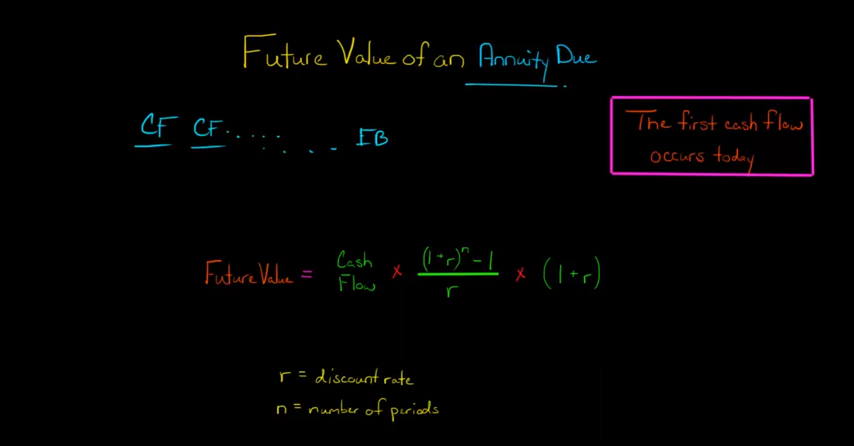 Future Value of an Annuity Due
CF CF ........ EB
The first cash flow
occurs today
Future Value = Cash Flow × (1+r)^n - 1 / r × (1+r)
r = discount rate
n = number of periods